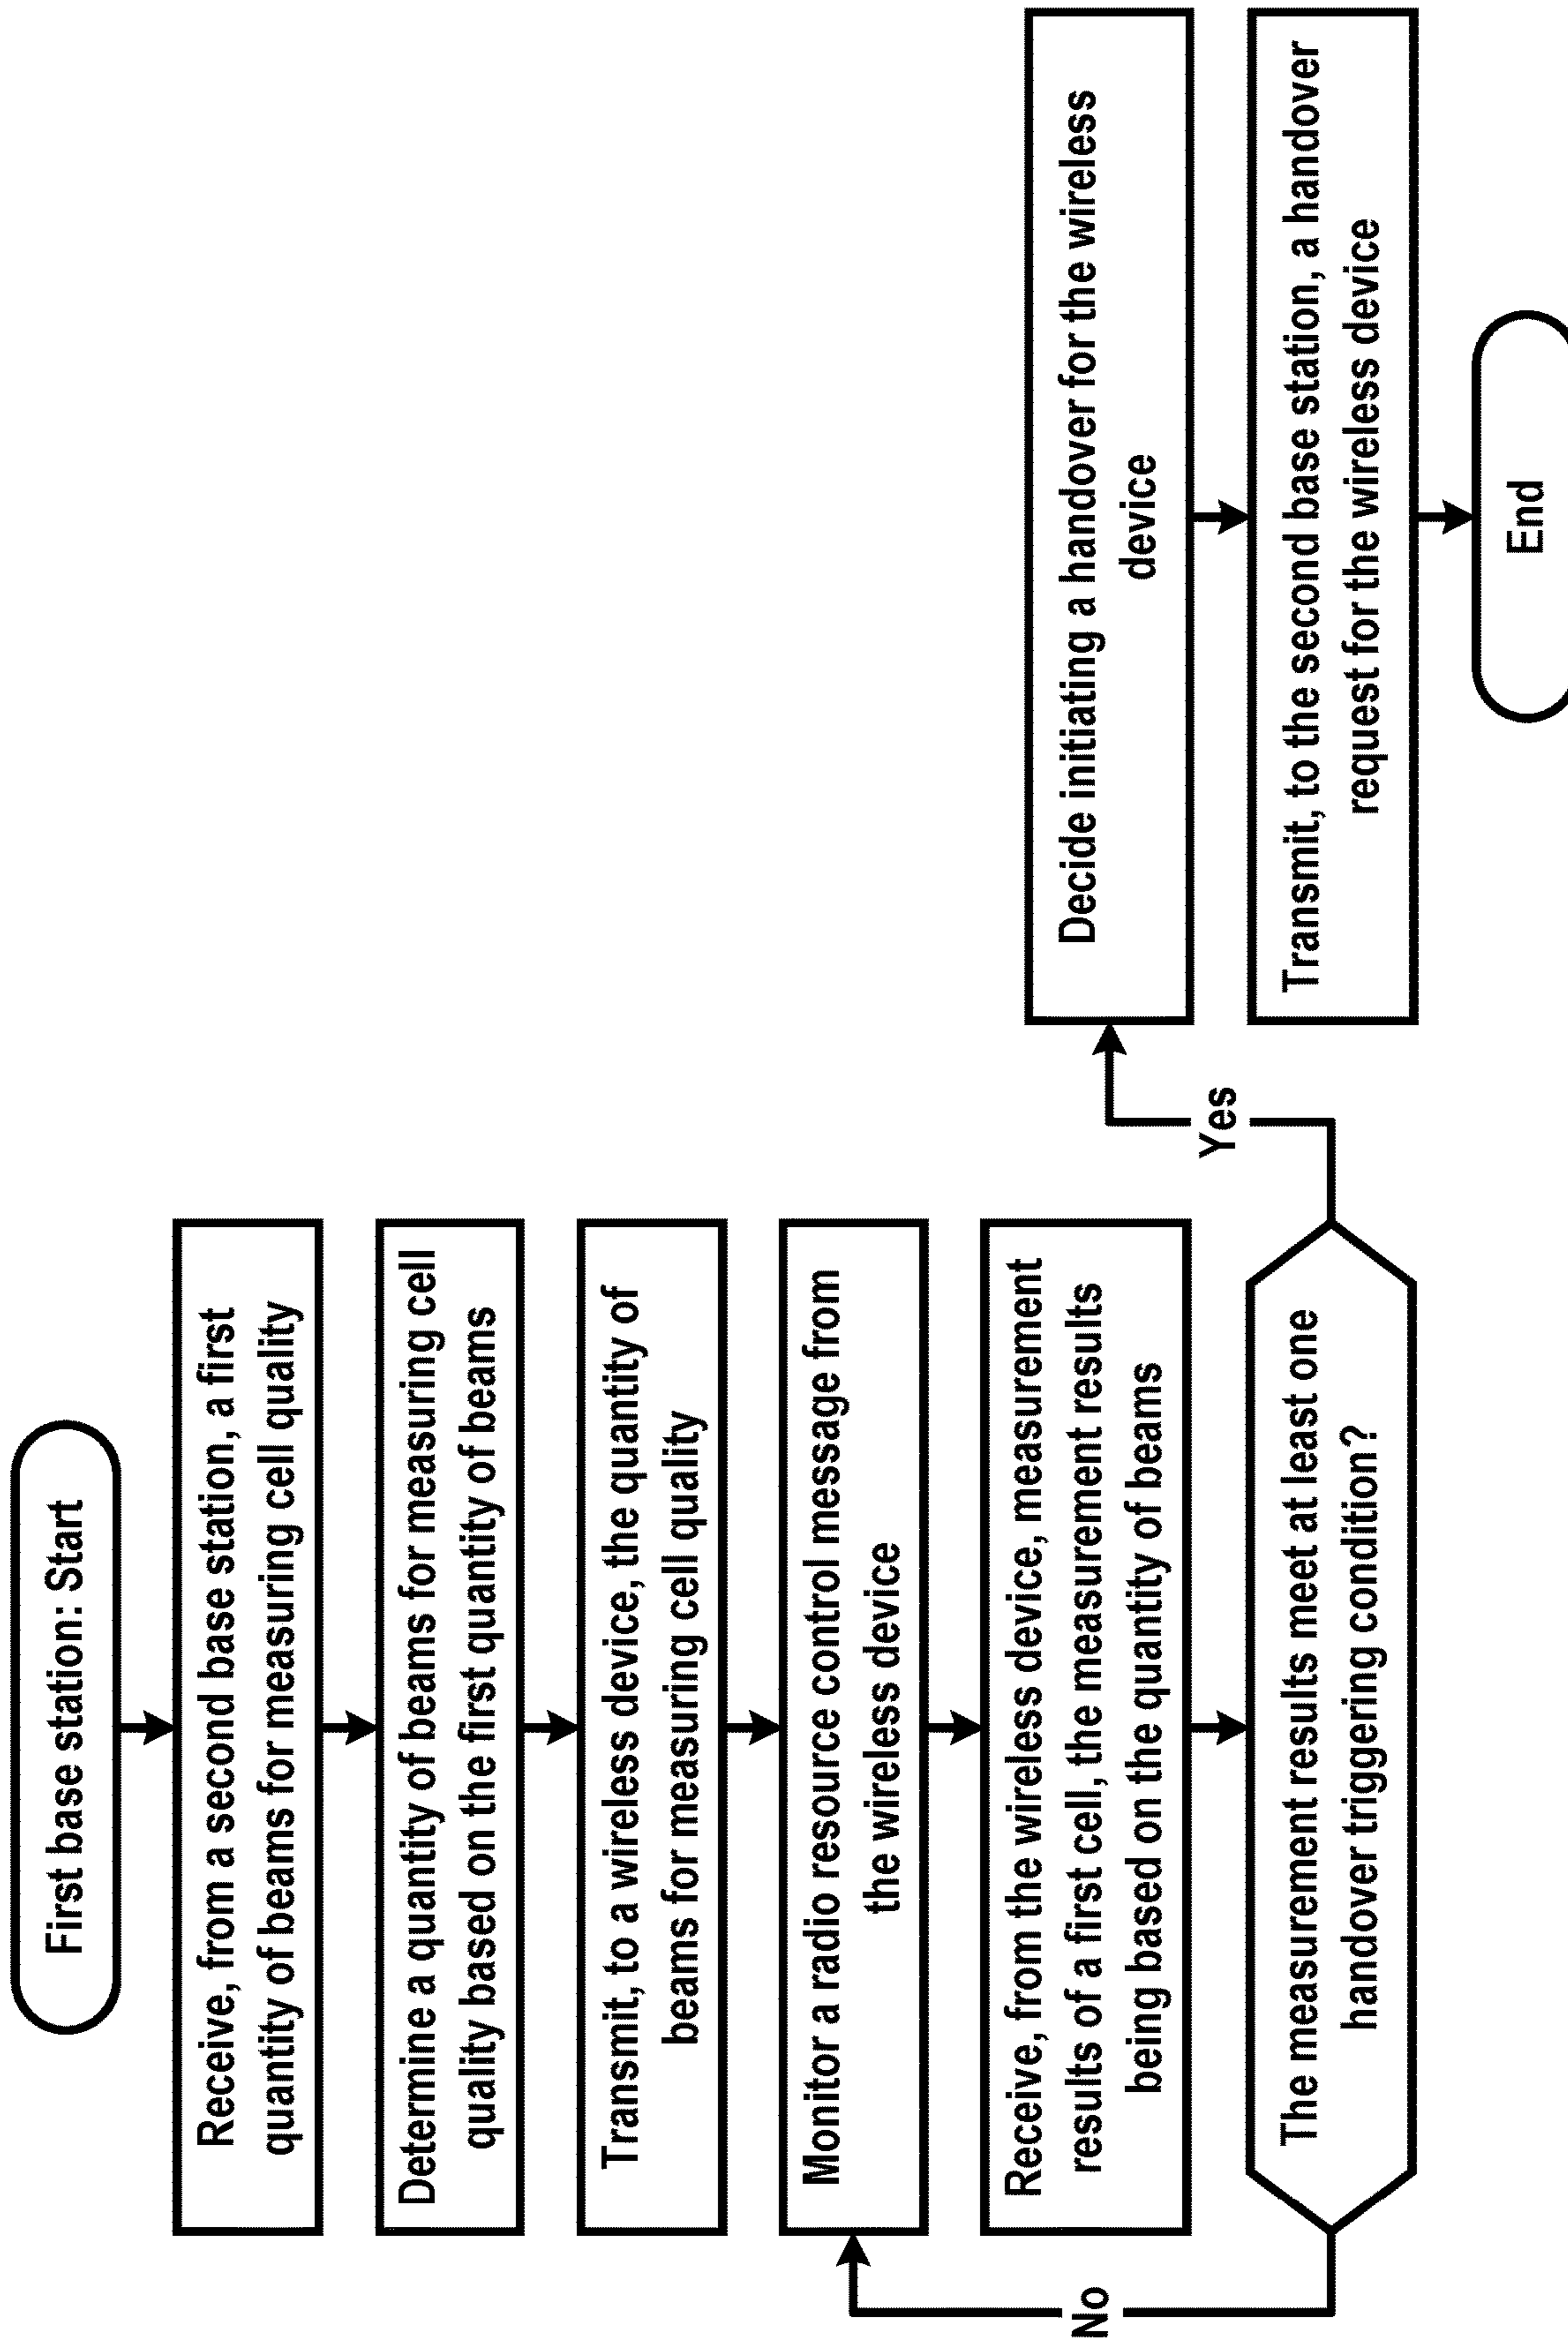 First base station: Start
Receive, from a second base station, a first
quantity of beams for measuring cell quality
Determine a quantity of beams for measuring cell
quality based on the first quantity of beams
Transmit, to a wireless device, the quantity of
beams for measuring cell quality
Monitor a radio resource control message from
the wireless device
Receive, from the wireless device, measurement
results of a first cell, the measurement results
being based on the quantity of beams
The measurement results meet at least one
handover triggering condition?
No
Yes
Decide initiating a handover for the wireless
device
Transmit, to the second base station, a handover
request for the wireless device
End